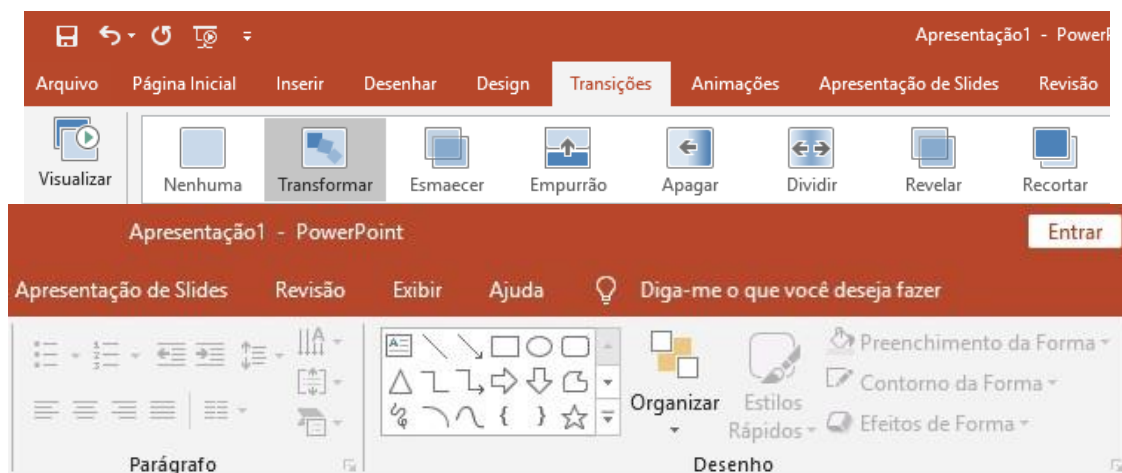 Apresentação1 - PowerP
Arquivo Página Inicial Inserir Desenhar Design Transições Animações Apresentação de Slides Revisão
Visualizar Nenhuma Transformar Esmaecer Empurrão Apagar Dividir Revelar Recortar
Apresentação1 - PowerPoint Entrar
Apresentação de Slides Revisão Exibir Ajuda Diga-me o que você deseja fazer
Preenchimento da Forma
Contorno da Forma
Organizar Estilos Rápidos
Efeitos de Forma
Parágrafo Desenho